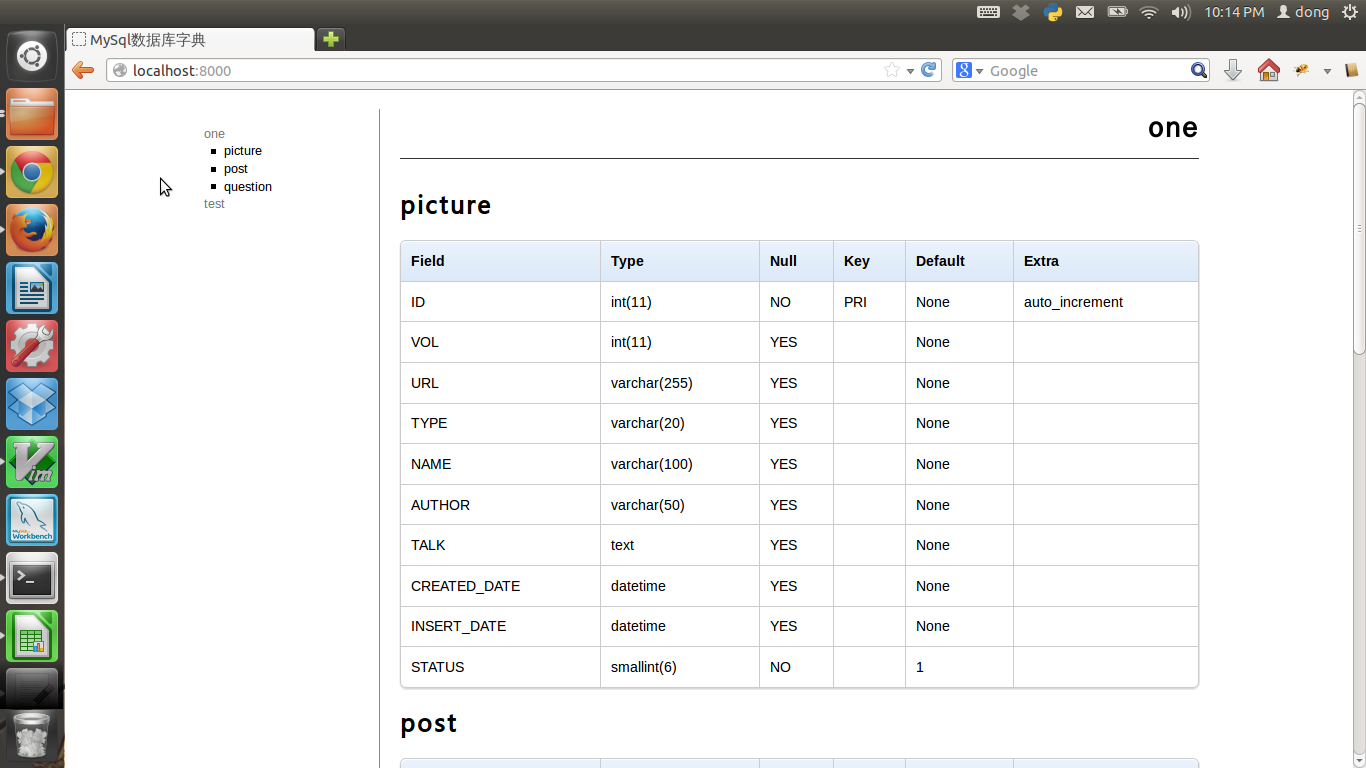 10:14 PM dong
MySql数据库字典
localhost:8000
Google
one
picture
post
question
test
one
picture
Field Type Null Key Default Extra
ID int(11) NO PRI None auto_increment
VOL int(11) YES None
URL varchar(255) YES None
TYPE varchar(20) YES None
NAME varchar(100) YES None
AUTHOR varchar(50) YES None
TALK text YES None
CREATED_DATE datetime YES None
INSERT_DATE datetime YES None
STATUS smallint(6) NO 1
post
Vim
MySQL
Workbench